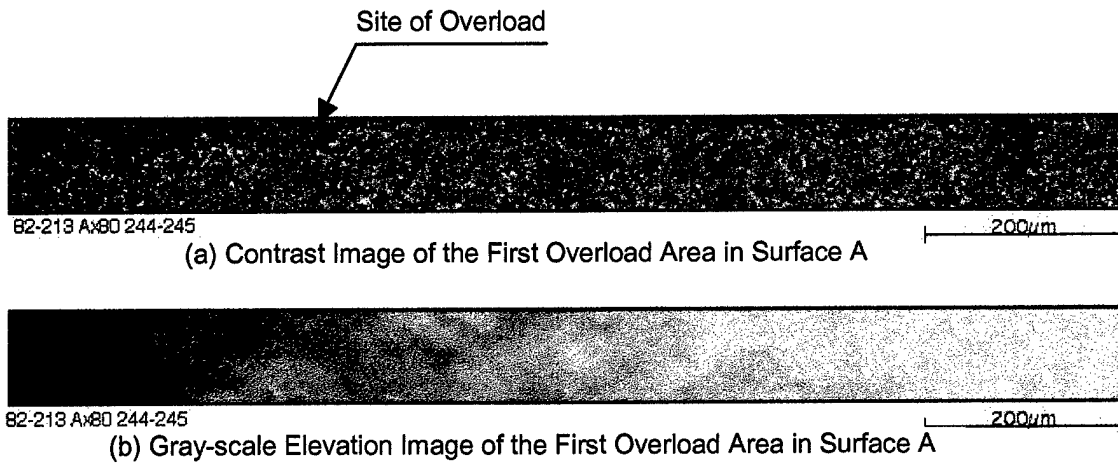 Site of Overload
82-213 Ax80 244-245
200μm
(a) Contrast Image of the First Overload Area in Surface A
82-213 Ax80 244-245
200μm
(b) Gray-scale Elevation Image of the First Overload Area in Surface A